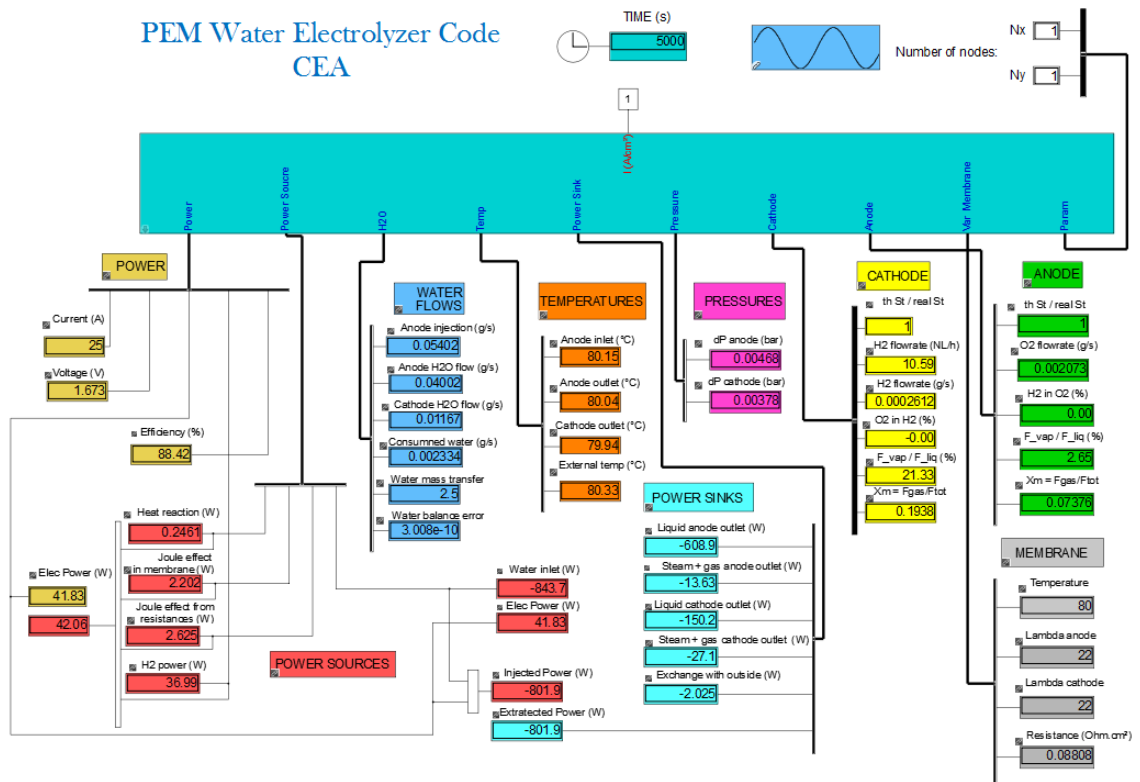 PEM Water Electrolyzer Code
CEA
TIME (s)
5000
Number of nodes:
Nx
1
Ny
1
1
I (A/cm²)
Power
Power Soucre
H2O
Temp
Power Sink
Pressure
Cathode
Anode
Var Membrane
Param
POWER
Current (A)
25
Voltage (V)
1.673
Efficiency (%)
88.42
WATER
FLOWS
Anode injection (g/s)
0.05402
Anode H2O flow (g/s)
0.04002
Cathode H2O flow (g/s)
0.01167
Consumned water (g/s)
0.002334
Water mass transfer
2.5
Water balance error
3.008e-10
TEMPERATURES
Anode inlet (°C)
80.15
Anode outlet (°C)
80.04
Cathode outlet (°C)
79.94
External temp (°C)
80.33
PRESSURES
dP anode (bar)
0.00468
dP cathode (bar)
0.00378
CATHODE
th St / real St
1
H2 flowrate (NL/h)
10.59
H2 flowrate (g/s)
0.0002612
O2 in H2 (%)
-0.00
F_vap / F_liq (%)
21.33
Xm = Fgas/Ftot
0.1938
ANODE
th St / real St
1
O2 flowrate (g/s)
0.002073
H2 in O2 (%)
0.00
F_vap / F_liq (%)
2.65
Xm = Fgas/Ftot
0.07376
MEMBRANE
Temperature
80
Lambda anode
22
Lambda cathode
22
Resistance (Ohm.cm²)
0.08808
Heat reaction (W)
0.2461
Joule effect
in membrane (W)
2.202
Joule effect from
resistances (W)
2.625
H2 power (W)
36.99
Elec Power (W)
41.83
42.06
POWER SOURCES
Water inlet (W)
-843.7
Elec Power (W)
41.83
Injected Power (W)
-801.9
Extratected Power (W)
-801.9
POWER SINKS
Liquid anode outlet (W)
-608.9
Steam + gas anode outlet (W)
-13.63
Liquid cathode outlet (W)
-150.2
Steam + gas cathode outlet (W)
-27.1
Exchange with outside (W)
-2.025